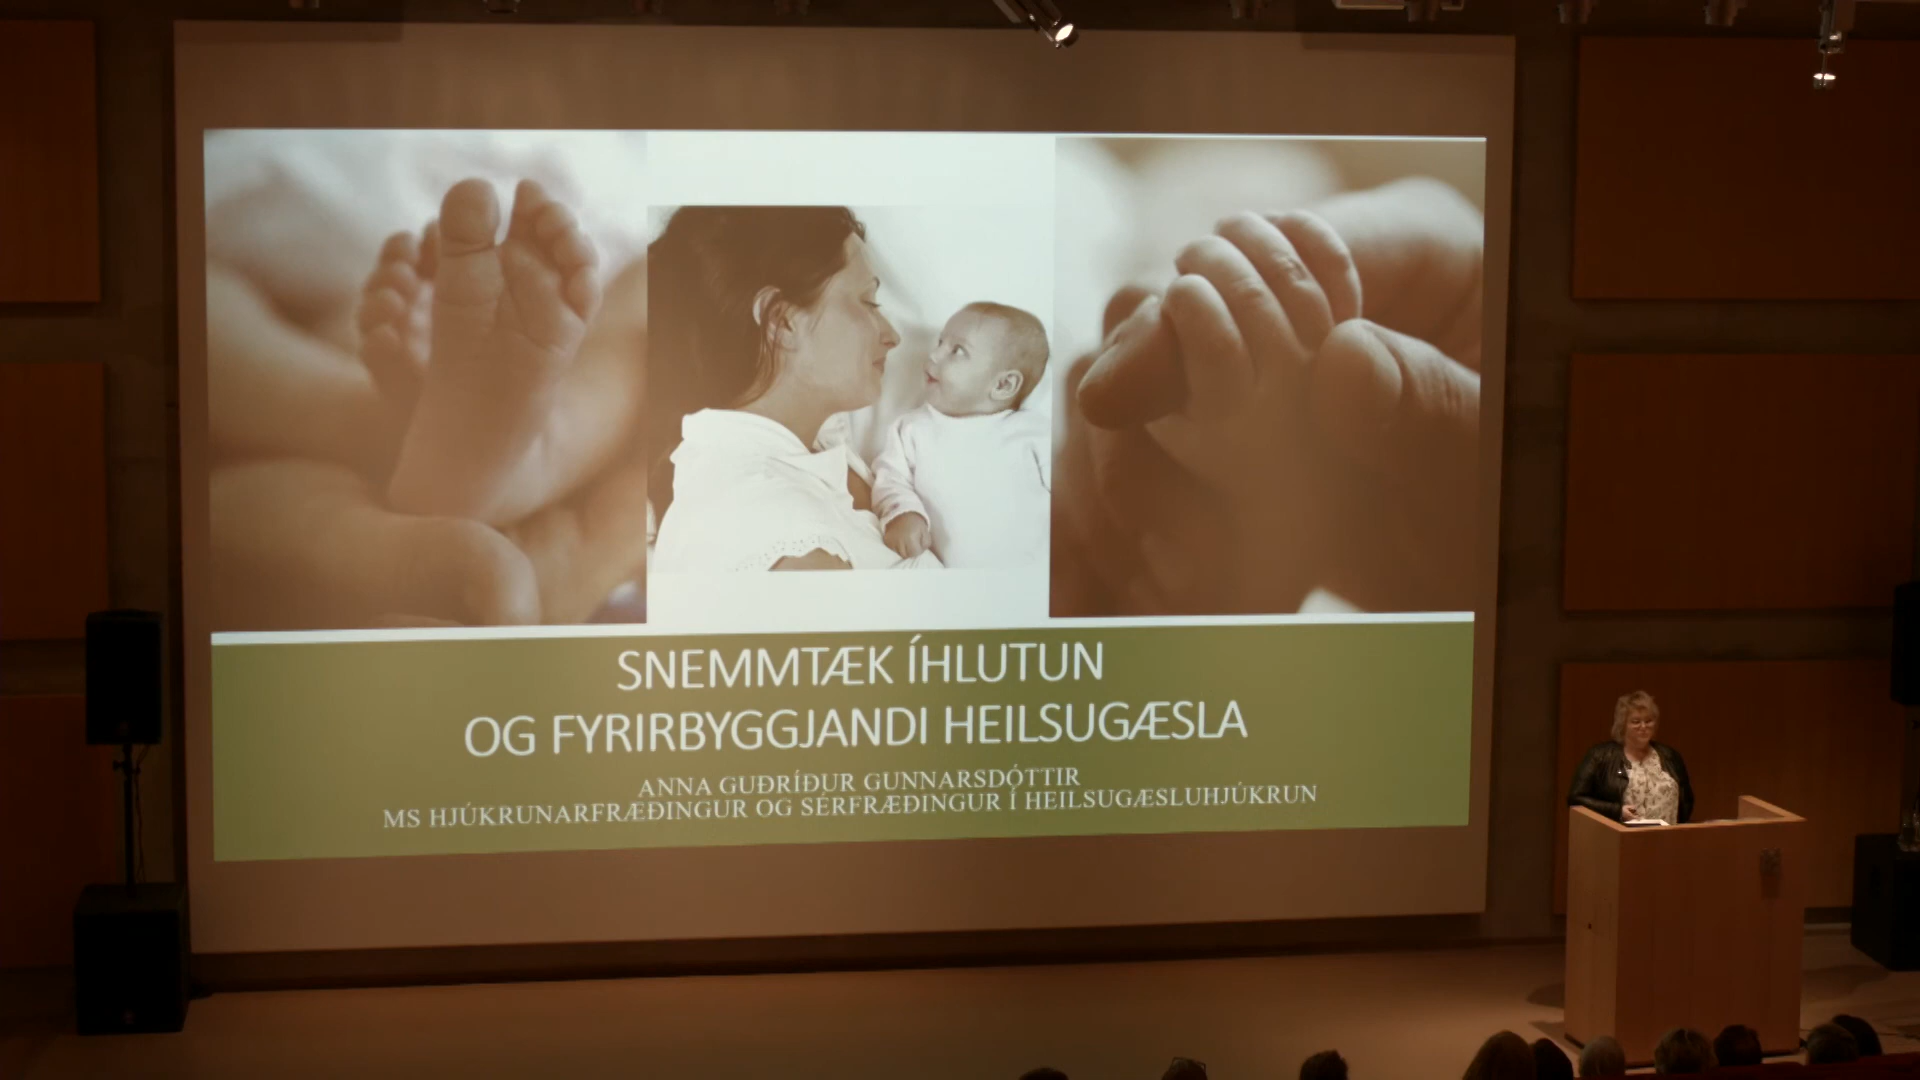 SNEMMTÆK ÍHLUTUN
OG FYRIRBYGGJANDI HEILSUGÆSLA
ANNA GUÐRÍÐUR GUNNARSDÓTTIR
MS HJÚKRUNARFRÆÐINGUR OG SÉRFRÆÐINGUR Í HEILSUGÆSLUHJÚKRUN